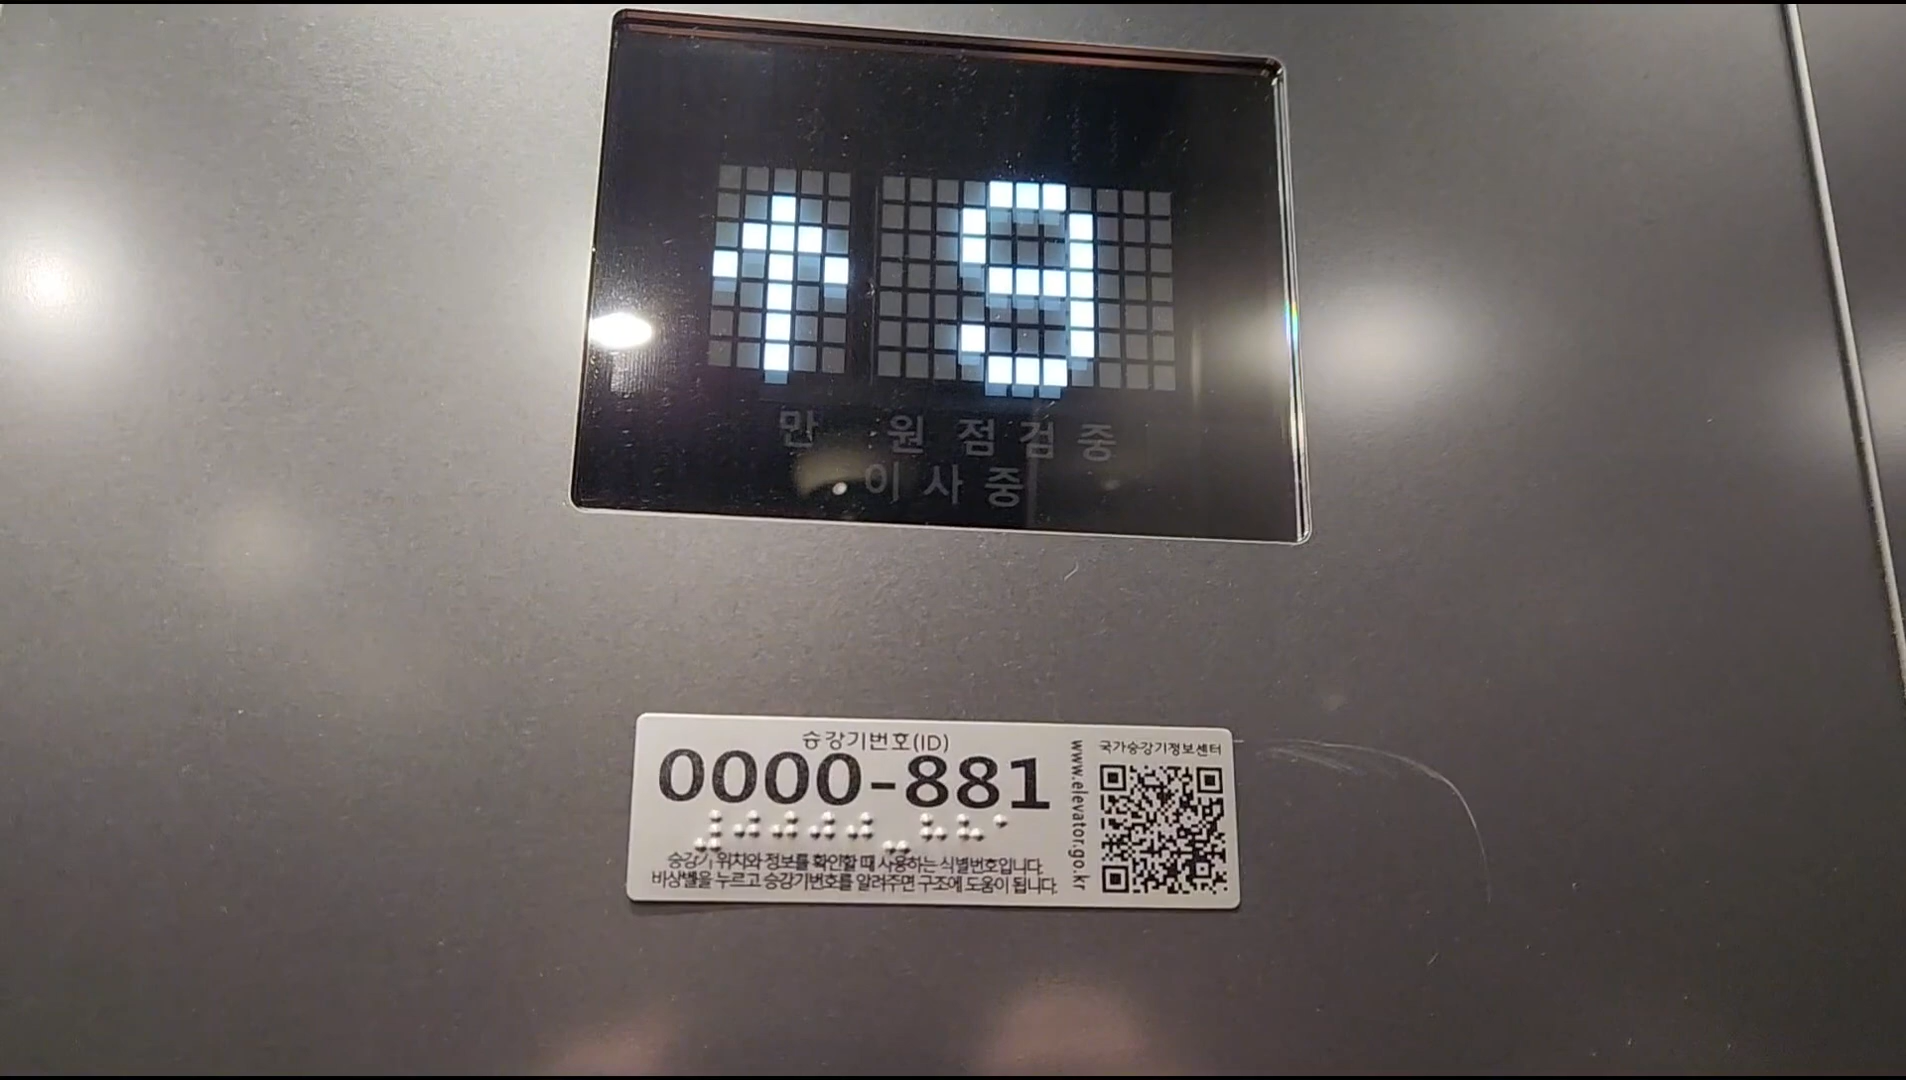 ↑ 9
만 원 점검중
이사중
승강기번호(ID)
0000-881
승강기 위치와 정보를 확인할 때 사용하는 식별번호입니다.
비상벨을 누르고 승강기번호를 알려주면 구조에 도움이 됩니다.
www.elevator.go.kr
국가승강기정보센터